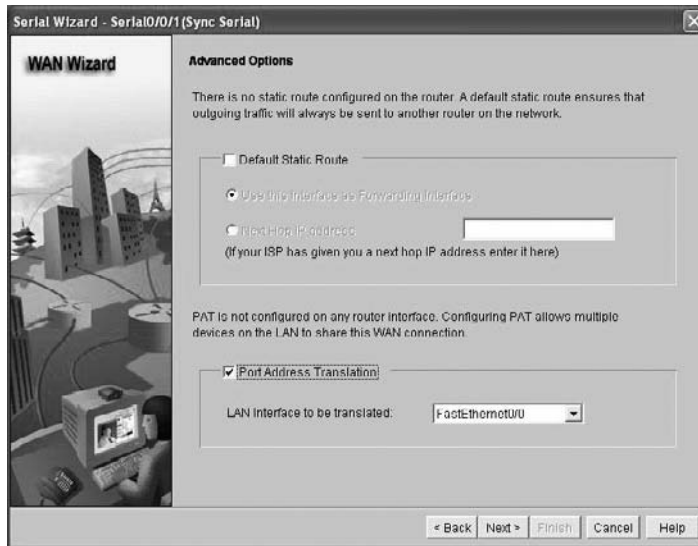 Serial Wizard - Serial0/0/1(Sync Serial)
WAN Wizard
Advanced Options
There is no static route configured on the router. A default static route ensures that
outgoing traffic will always be sent to another router on the network.
Default Static Route
Use this Interface as Forwarding Interface
Next Hop IP address
(If your ISP has given you a next hop IP address enter it here)
PAT is not configured on any router interface. Configuring PAT allows multiple
devices on the LAN to share this WAN connection.
Port Address Translation
LAN Interface to be translated:
FastEthernet0/0
< Back
Next >
Finish
Cancel
Help